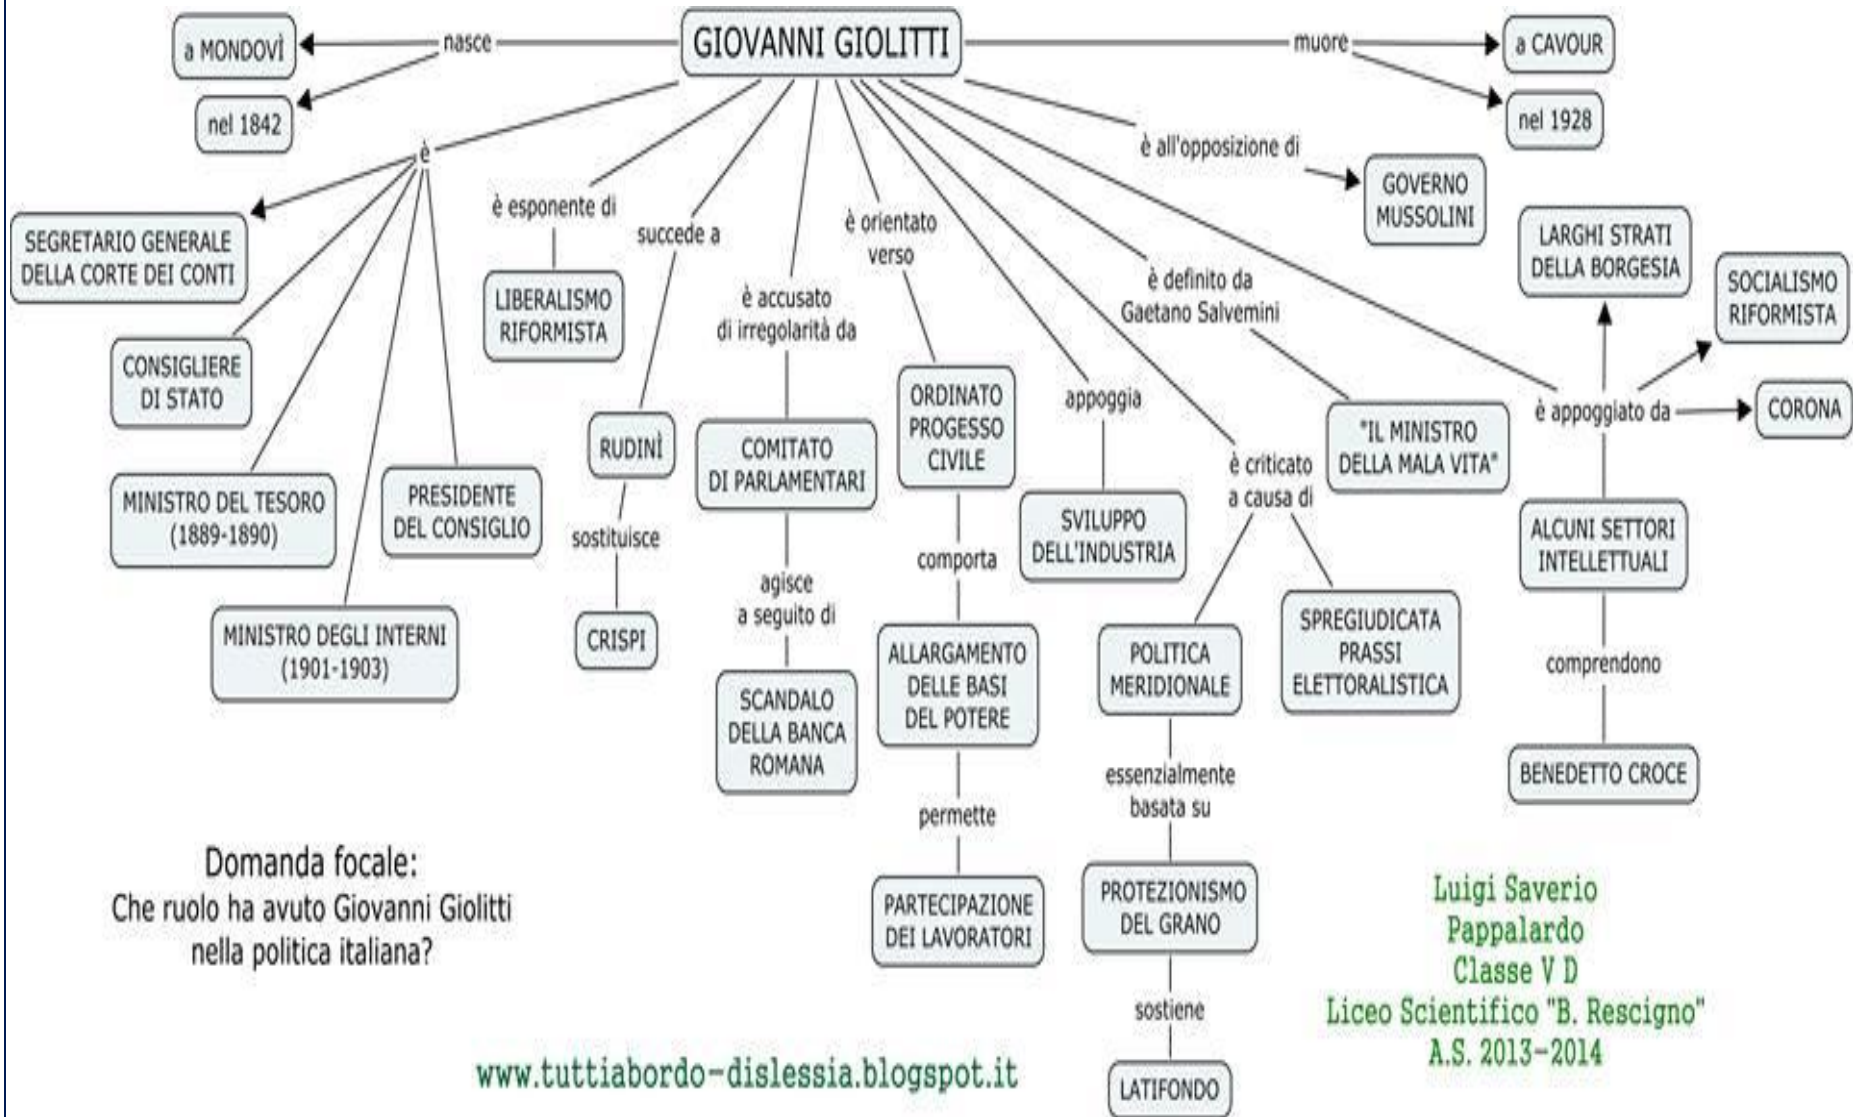 GIOVANNI GIOLITTI
nasce
a MONDOVÌ
nel 1842
muore
a CAVOUR
nel 1928
è
SEGRETARIO GENERALE
DELLA CORTE DEI CONTI
CONSIGLIERE
DI STATO
MINISTRO DEL TESORO
(1889-1890)
MINISTRO DEGLI INTERNI
(1901-1903)
PRESIDENTE
DEL CONSIGLIO
è esponente di
LIBERALISMO
RIFORMISTA
succede a
RUDINÌ
sostituisce
CRISPI
è accusato
di irregolarità da
COMITATO
DI PARLAMENTARI
agisce
a seguito di
SCANDALO
DELLA BANCA
ROMANA
è orientato
verso
ORDINATO
PROGESSO
CIVILE
comporta
ALLARGAMENTO
DELLE BASI
DEL POTERE
permette
PARTECIPAZIONE
DEI LAVORATORI
appoggia
SVILUPPO
DELL'INDUSTRIA
è criticato
a causa di
POLITICA
MERIDIONALE
essenzialmente
basata su
PROTEZIONISMO
DEL GRANO
sostiene
LATIFONDO
SPREGIUDICATA
PRASSI
ELETTORALISTICA
è definito da
Gaetano Salvemini
"IL MINISTRO
DELLA MALA VITA"
è appoggiato da
LARGHI STRATI
DELLA BORGESIA
SOCIALISMO
RIFORMISTA
CORONA
ALCUNI SETTORI
INTELLETTUALI
comprendono
BENEDETTO CROCE
è all'opposizione di
GOVERNO
MUSSOLINI
Domanda focale:
Che ruolo ha avuto Giovanni Giolitti
nella politica italiana?
www.tuttiabordo-dislessia.blogspot.it
Luigi Saverio
Pappalardo
Classe V D
Liceo Scientifico "B. Rescigno"
A.S. 2013-2014